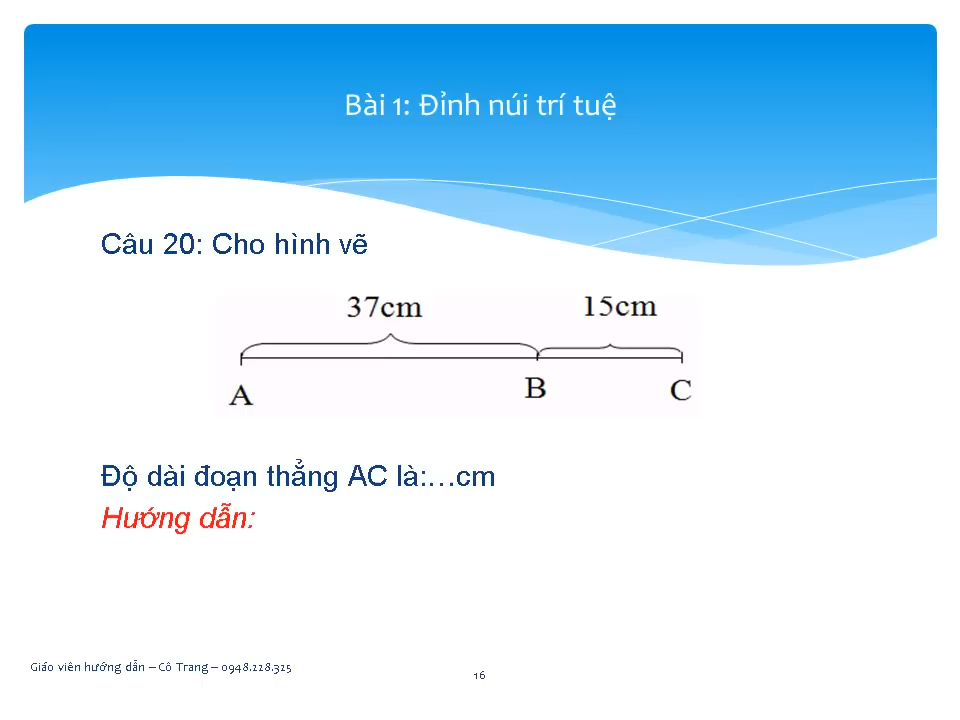 Bài 1: Đỉnh núi trí tuệ
Câu 20: Cho hình vẽ
37cm 15cm
A B C
Độ dài đoạn thẳng AC là:...cm
Hướng dẫn:
Giáo viên hướng dẫn – Cô Trang – 0948.228.325
16